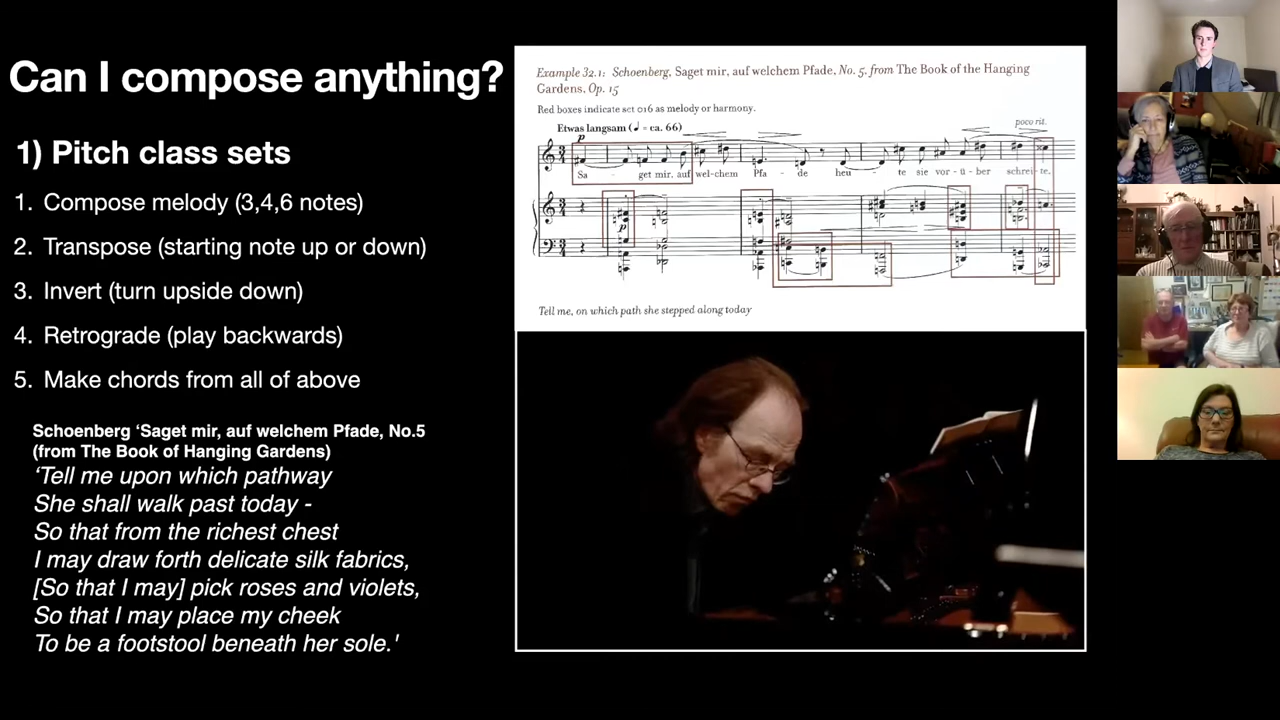 Can I compose anything?
1) Pitch class sets
1. Compose melody (3,4,6 notes)
2. Transpose (starting note up or down)
3. Invert (turn upside down)
4. Retrograde (play backwards)
5. Make chords from all of above
Schoenberg ‘Saget mir, auf welchem Pfade, No.5
(from The Book of Hanging Gardens)
‘Tell me upon which pathway
She shall walk past today -
So that from the richest chest
I may draw forth delicate silk fabrics,
[So that I may] pick roses and violets,
So that I may place my cheek
To be a footstool beneath her sole.'
Example 32.1: Schoenberg, Saget mir, auf welchem Pfade, No. 5, from The Book of the Hanging
Gardens, Op. 15
Red boxes indicate set 016 as melody or harmony.
Etwas langsam (♩ = ca. 66)
poco rit.
p
Sa - get mir, auf welchem Pfa - de heu - te sie vor - ü - ber schrei - te.
p
Tell me, on which path she stepped along today